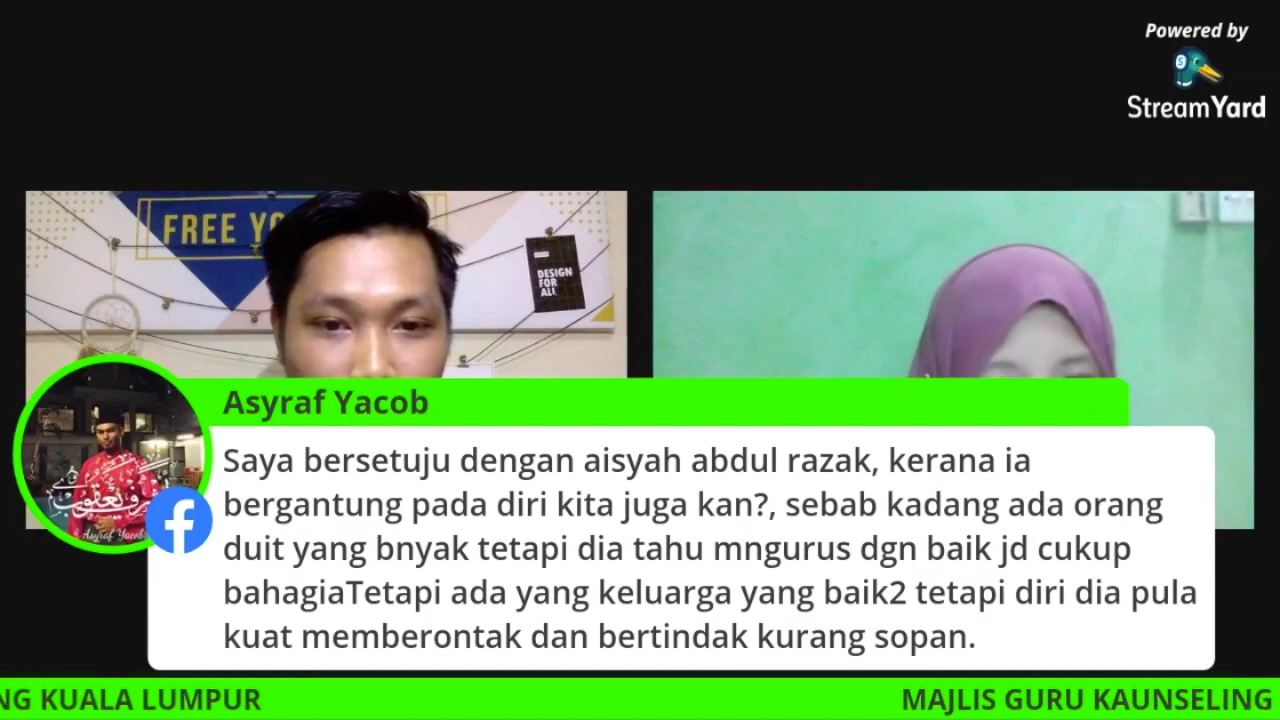 Powered by
StreamYard
FREE
DESIGN
FOR
ALL
Asyraf Yacob
Saya bersetuju dengan aisyah abdul razak, kerana ia
bergantung pada diri kita juga kan?, sebab kadang ada orang
duit yang bnyak tetapi dia tahu mngurus dgn baik jd cukup
bahagiaTetapi ada yang keluarga yang baik2 tetapi diri dia pula
kuat memberontak dan bertindak kurang sopan.
Asyraf Yacob
NG KUALA LUMPUR
MAJLIS GURU KAUNSELING